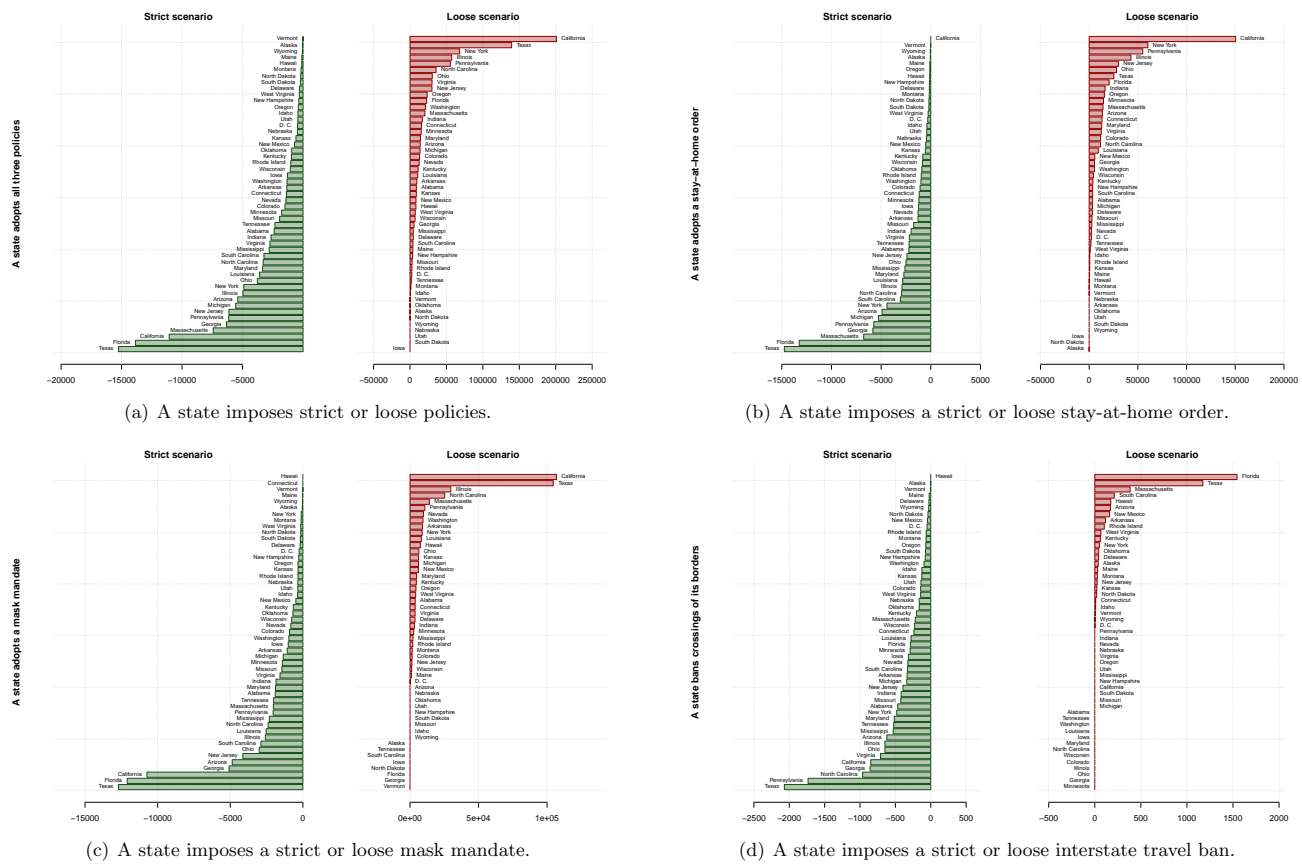 Strict scenario
A state adopts all three policies
Vermont
Alaska
Wyoming
Maine
Hawaii
Montana
North Dakota
South Dakota
Delaware
West Virginia
New Hampshire
Oregon
Idaho
Utah
D. C.
Nebraska
Kansas
New Mexico
Oklahoma
Kentucky
Rhode Island
Wisconsin
Iowa
Washington
Arkansas
Connecticut
Nevada
Colorado
Minnesota
Missouri
Tennessee
Alabama
Indiana
Virginia
Mississippi
South Carolina
North Carolina
Maryland
Louisiana
Ohio
New York
Illinois
Arizona
Michigan
New Jersey
Pennsylvania
Georgia
Massachusetts
California
Florida
Texas
−20000 −15000 −10000 −5000 0
Loose scenario
California
Texas
New York
Illinois
Pennsylvania
North Carolina
Ohio
Virginia
New Jersey
Oregon
Florida
Washington
Massachusetts
Indiana
Connecticut
Minnesota
Maryland
Arizona
Michigan
Colorado
Nevada
Kentucky
Louisiana
Arkansas
Alabama
Kansas
New Mexico
Hawaii
West Virginia
Wisconsin
Georgia
Mississippi
Delaware
South Carolina
Maine
New Hampshire
Missouri
Rhode Island
D. C.
Tennessee
Montana
Idaho
Vermont
Oklahoma
Alaska
North Dakota
Wyoming
Nebraska
Utah
South Dakota
Iowa
−50000 0 50000 100000 150000 200000 250000
(a) A state imposes strict or loose policies.
Strict scenario
A state adopts a stay−at−home order
California
Vermont
Wyoming
Alaska
Maine
Oregon
Hawaii
New Hampshire
Delaware
Montana
North Dakota
South Dakota
West Virginia
D. C.
Idaho
Utah
Nebraska
New Mexico
Kansas
Kentucky
Wisconsin
Oklahoma
Rhode Island
Washington
Colorado
Connecticut
Minnesota
Iowa
Nevada
Arkansas
Missouri
Indiana
Virginia
Tennessee
Alabama
New Jersey
Ohio
Mississippi
Maryland
Louisiana
Illinois
North Carolina
South Carolina
New York
Arizona
Michigan
Pennsylvania
Georgia
Massachusetts
Florida
Texas
−15000 −10000 −5000 0 5000
Loose scenario
California
New York
Pennsylvania
Illinois
New Jersey
Ohio
Texas
Florida
Indiana
Oregon
Minnesota
Massachusetts
Arizona
Connecticut
Maryland
Virginia
Colorado
North Carolina
Louisiana
New Mexico
Georgia
Washington
Wisconsin
Kentucky
New Hampshire
South Carolina
Alabama
Michigan
Delaware
Mississippi
Nevada
D. C.
Tennessee
West Virginia
Idaho
Rhode Island
Kansas
Maine
Hawaii
Montana
Vermont
Nebraska
Arkansas
Oklahoma
Utah
South Dakota
Wyoming
Iowa
North Dakota
Alaska
−50000 0 50000 100000 150000 200000
(b) A state imposes a strict or loose stay-at-home order.
Strict scenario
A state adopts a mask mandate
Hawaii
Connecticut
Vermont
Maine
Wyoming
Alaska
New York
Montana
West Virginia
North Dakota
South Dakota
Delaware
D. C.
New Hampshire
Oregon
Kansas
Rhode Island
Nebraska
Utah
Idaho
New Mexico
Kentucky
Oklahoma
Wisconsin
Nevada
Colorado
Washington
Iowa
Arkansas
Michigan
Minnesota
Missouri
Virginia
Indiana
Maryland
Alabama
Tennessee
Massachusetts
Pennsylvania
Mississippi
North Carolina
Louisiana
Illinois
South Carolina
Ohio
New Jersey
Arizona
Georgia
California
Florida
Texas
−15000 −10000 −5000 0
Loose scenario
California
Texas
Illinois
North Carolina
Massachusetts
Pennsylvania
Nevada
Washington
Arkansas
New York
Louisiana
Hawaii
Ohio
Kansas
Michigan
New Mexico
Maryland
Kentucky
Oregon
West Virginia
Alabama
Connecticut
Virginia
Delaware
Indiana
Minnesota
Mississippi
Rhode Island
Montana
Colorado
New Jersey
Wisconsin
Maine
D. C.
Arizona
Nebraska
Oklahoma
Utah
New Hampshire
South Dakota
Missouri
Idaho
Wyoming
Alaska
Tennessee
South Carolina
Iowa
North Dakota
Florida
Georgia
Vermont
0e+00 5e+04 1e+05
(c) A state imposes a strict or loose mask mandate.
Strict scenario
A state bans crossings of its borders
Hawaii
Alaska
Vermont
Maine
Delaware
Wyoming
North Dakota
New Mexico
D. C.
Rhode Island
Montana
Oregon
South Dakota
New Hampshire
Washington
Idaho
Kansas
Utah
Colorado
West Virginia
Nebraska
Oklahoma
Kentucky
Massachusetts
Wisconsin
Connecticut
Louisiana
Florida
Minnesota
Iowa
Nevada
South Carolina
Arkansas
Michigan
New Jersey
Indiana
Missouri
Alabama
New York
Maryland
Tennessee
Mississippi
Arizona
Illinois
Ohio
Virginia
California
Georgia
North Carolina
Pennsylvania
Texas
−2500 −2000 −1500 −1000 −500 0 500
Loose scenario
Florida
Texas
Massachusetts
South Carolina
Hawaii
Arizona
New Mexico
Arkansas
Rhode Island
West Virginia
Kentucky
New York
Oklahoma
Delaware
Alaska
Maine
Montana
New Jersey
Kansas
North Dakota
Connecticut
Idaho
Vermont
Wyoming
D. C.
Pennsylvania
Indiana
Nevada
Nebraska
Virginia
Oregon
Utah
Mississippi
New Hampshire
California
South Dakota
Missouri
Michigan
Alabama
Tennessee
Washington
Louisiana
Iowa
Maryland
North Carolina
Wisconsin
Colorado
Illinois
Ohio
Georgia
Minnesota
−500 0 500 1000 1500 2000
(d) A state imposes a strict or loose interstate travel ban.